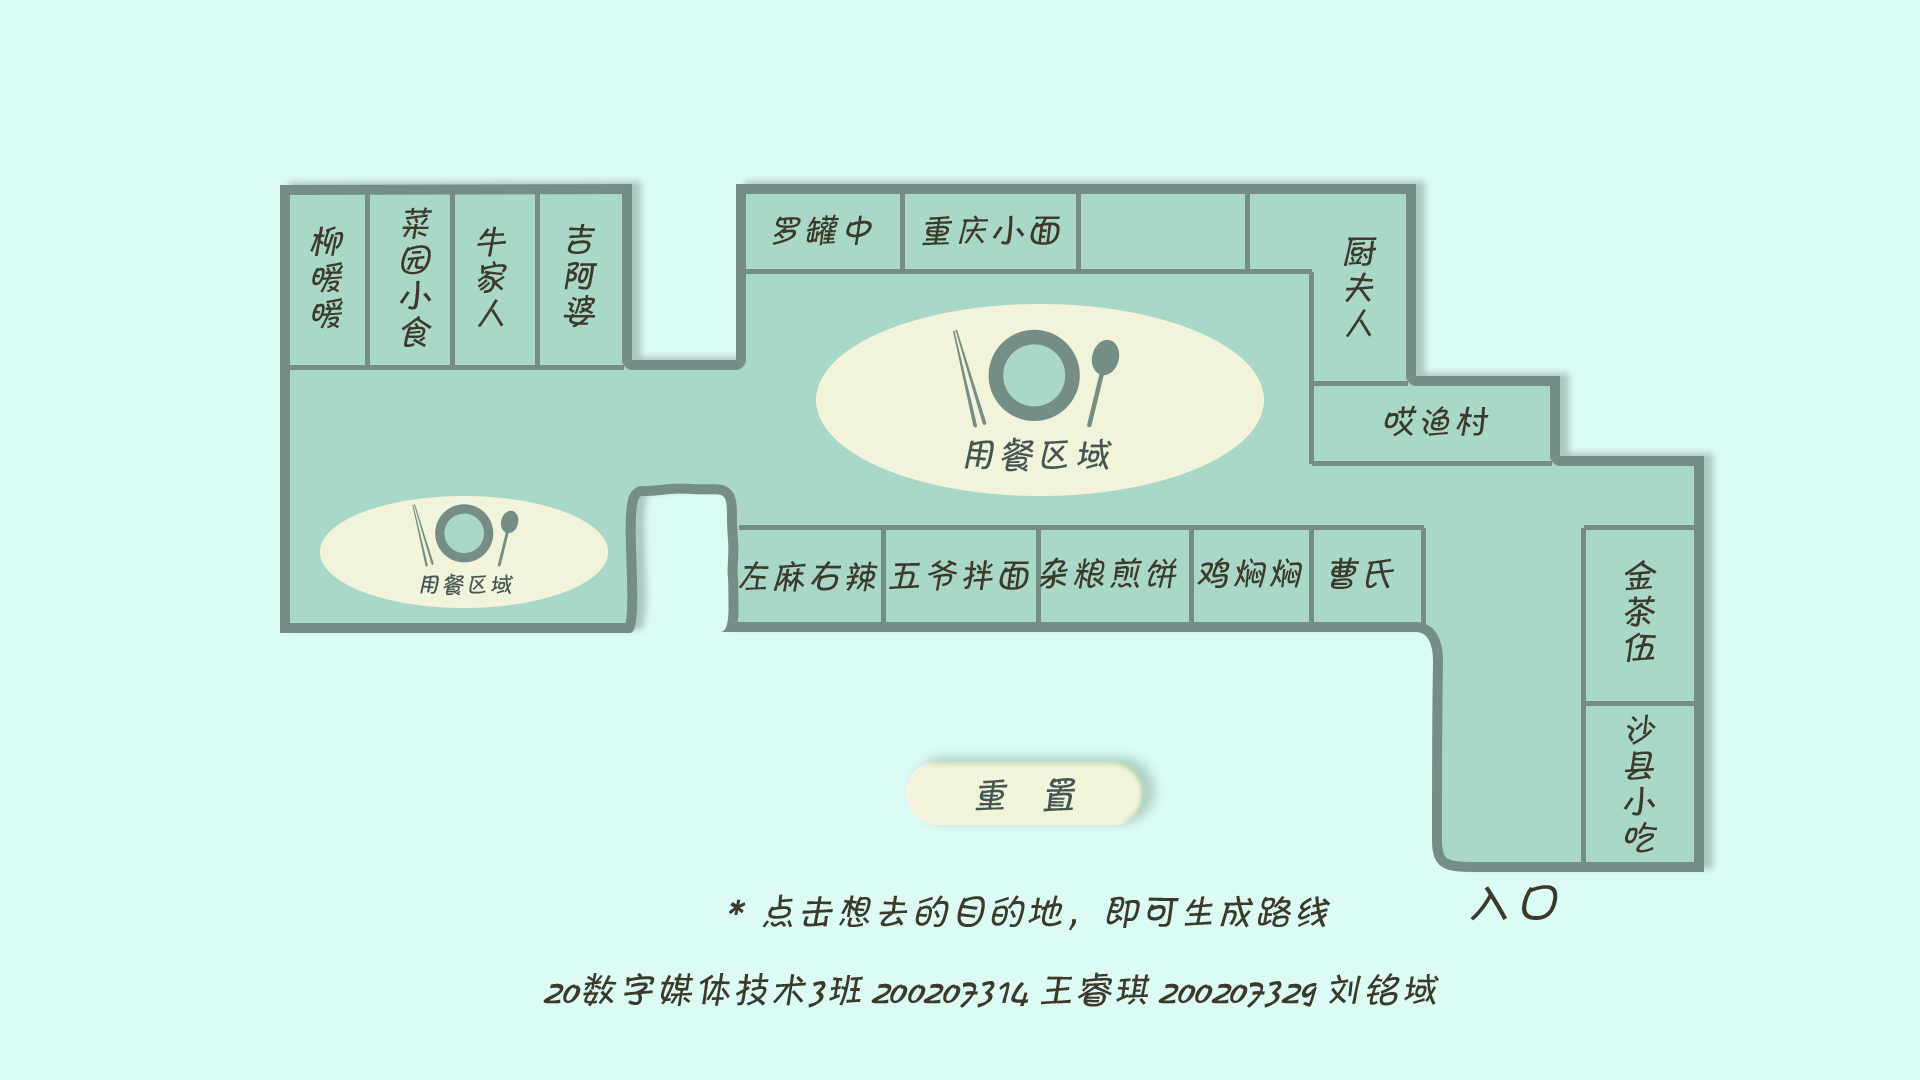 柳暖暖
菜园小食
牛家人
吉阿婆
罗罐中
重庆小面
厨夫人
哎渔村
用餐区域
用餐区域
左麻右辣
五爷拌面
杂粮煎饼
鸡焖焖
曹氏
金茶伍
沙县小吃
重 置
入口
* 点击想去的目的地，即可生成路线
20数字媒体技术3班 200207314 王睿琪 200207329 刘铭域